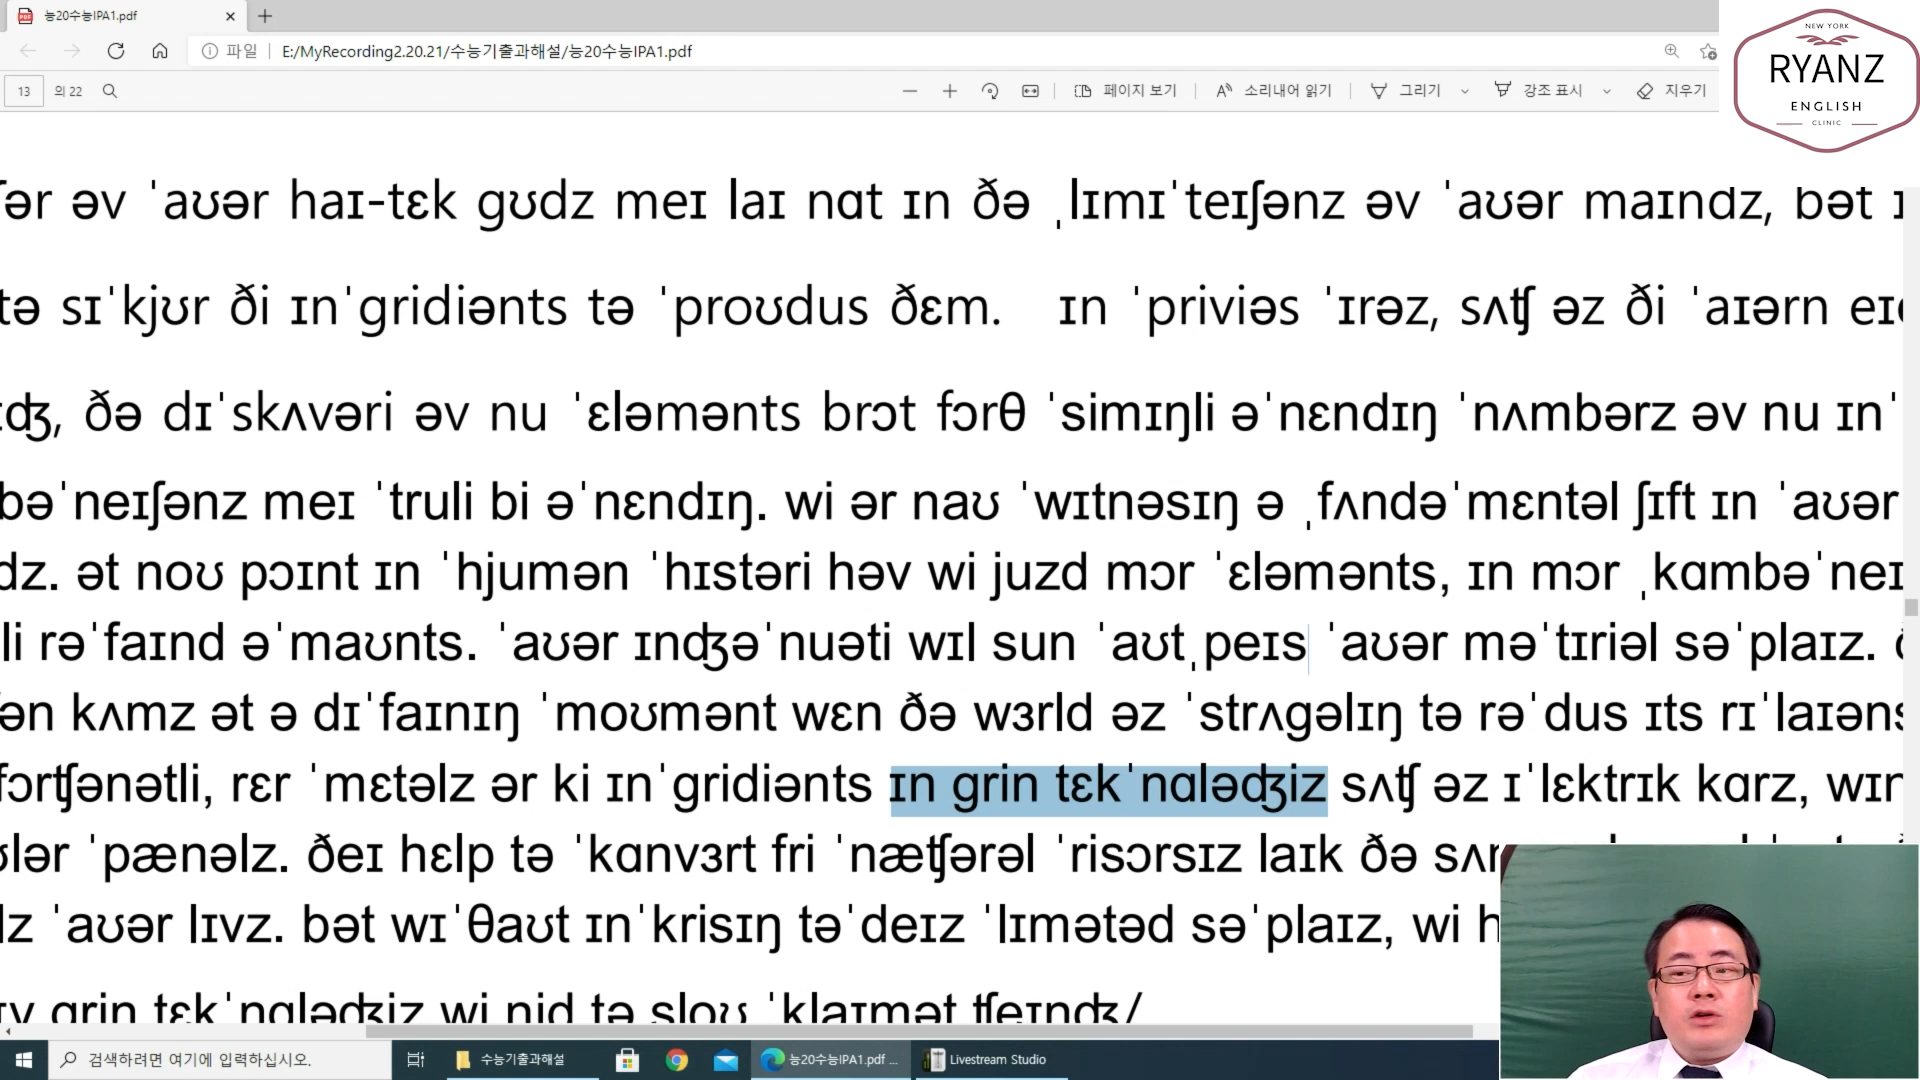 능20수능IPA1.pdf
파일 E:/MyRecording2.20.21/수능기출과해설/능20수능IPA1.pdf
NEW YORK
RYANZ
ENGLISH
CLINIC
13 의 22 페이지 보기 소리내어 읽기 그리기 강조 표시 지우기
ʃər əv ˈaʊər haɪ-tɛk gʊdz meɪ laɪ nɑt ɪn ðə ˌlɪmɪˈteɪʃənz əv ˈaʊər maɪndz, bət
tə sɪˈkjʊr ði ɪnˈgridiənts tə ˈproʊdus ðɛm. ɪn ˈpriviəs ˈɪrəz, sʌʧ əz ði ˈaɪərn
ðə dɪˈskʌvəri əv nu ˈɛləmənts brɔt fɔrθ ˈsimɪŋli əˈnɛndɪŋ ˈnʌmbərz əv nu ɪnˈ
bəˈneɪʃənz meɪ ˈtruli bi əˈnɛndɪŋ. wi ər naʊ ˈwɪtnəsɪŋ ə ˌfʌndəˈmɛntəl ʃɪft ɪn ˈaʊər
dz. ət noʊ pɔɪnt ɪn ˈhjumən ˈhɪstəri həv wi juzd mɔr ˈɛləmənts, ɪn mɔr ˌkɑmbəˈneɪ
li rəˈfaɪnd əˈmaʊnts. ˈaʊər ɪnʤəˈnuəti wɪl sun ˈaʊtˌpeɪs ˈaʊər məˈtɪriəl səˈplaɪz.
ən kʌmz ət ə dɪˈfaɪnɪŋ ˈmoʊmənt wɛn ðə wɜrld əz ˈstrʌgəlɪŋ tə rəˈdus ɪts rɪˈlaɪəns
fɔrʧənətli, rɛr ˈmɛtəlz ər ki ɪnˈgridiənts ɪn grin tɛkˈnɑləʤiz sʌʧ əz ɪˈlɛktrɪk kɑrz, wɪn
lər ˈpænəlz. ðeɪ hɛlp tə ˈkɑnvɜrt fri ˈnæʧərəl ˈrisɔrsɪz laɪk ðə
lz ˈaʊər lɪvz. bət wɪˈθaʊt ɪnˈkrisɪŋ təˈdeɪz ˈlɪmətəd səˈplaɪz, wi
grin tɛkˈnɑləʤiz wi nid tə sloʊ ˈklaɪmət ʧeɪnʤ/
검색하려면 여기에 입력하십시오. 수능기출과해설 능20수능IPA1.pdf ... Livestream Studio